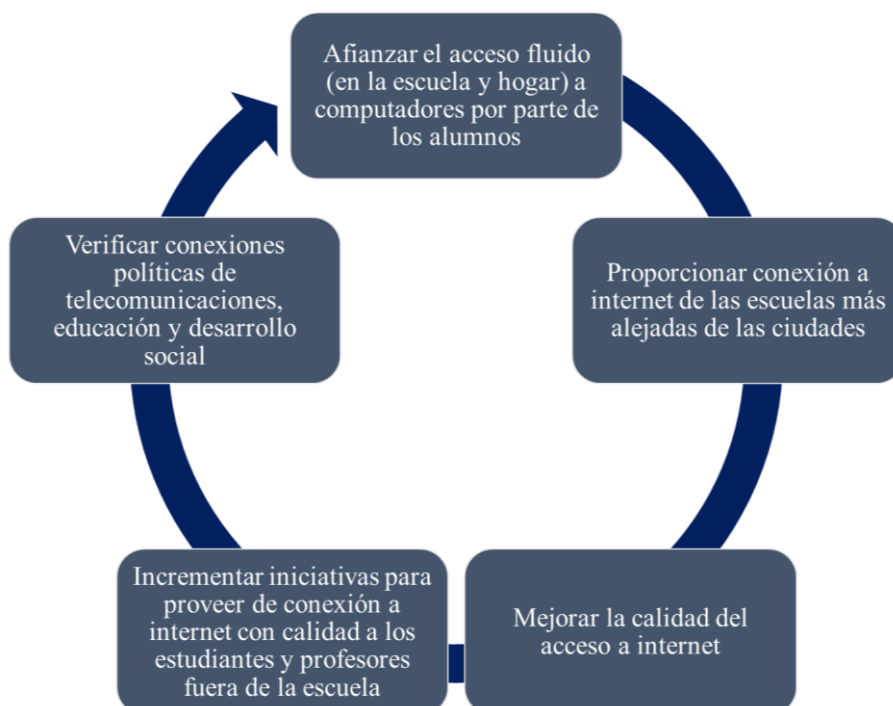 Afianzar el acceso fluido
(en la escuela y hogar) a
computadores por parte de
los alumnos
Proporcionar conexión a
internet de las escuelas más
alejadas de las ciudades
Mejorar la calidad del
acceso a internet
Incrementar iniciativas para
proveer de conexión a
internet con calidad a los
estudiantes y profesores
fuera de la escuela
Verificar conexiones
políticas de
telecomunicaciones,
educación y desarrollo
social